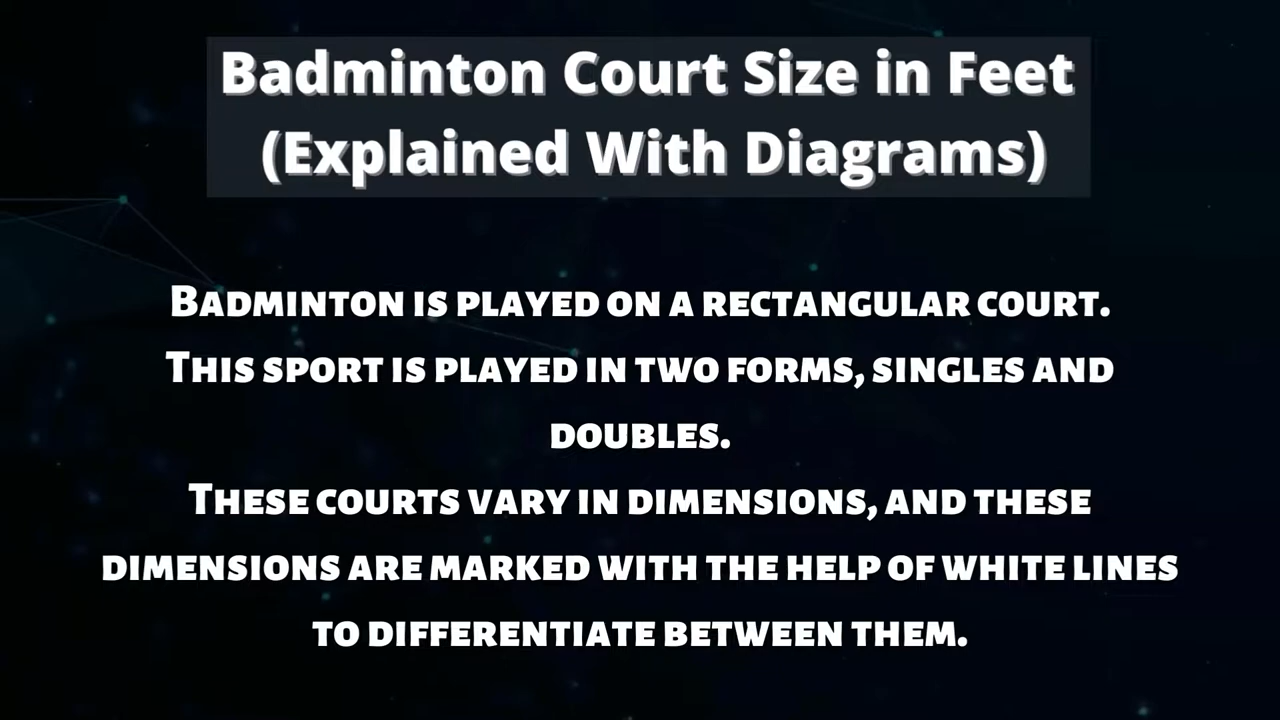 Badminton Court Size in Feet
(Explained With Diagrams)
Badminton is played on a rectangular court.
This sport is played in two forms, singles and
doubles.
These courts vary in dimensions, and these
dimensions are marked with the help of white lines
to differentiate between them.